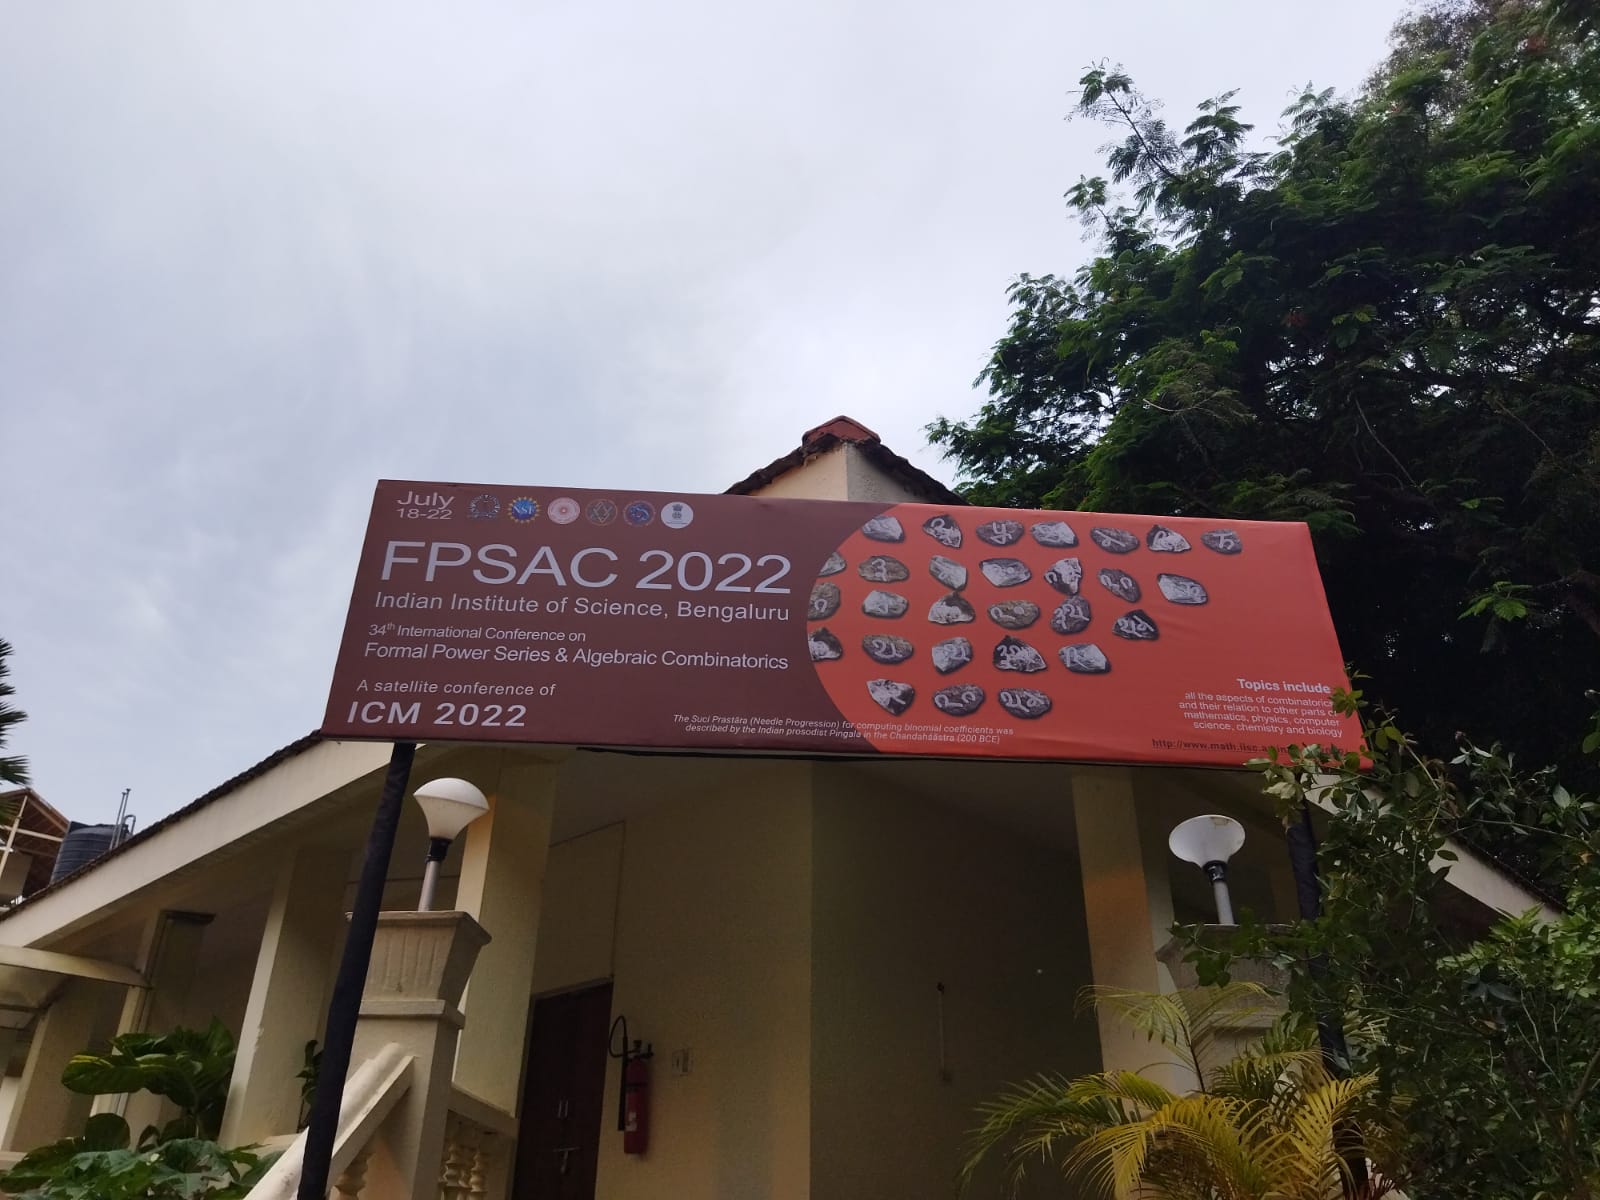 July
18-22
NSF
FPSAC 2022
Indian Institute of Science, Bengaluru
34th International Conference on
Formal Power Series & Algebraic Combinatorics
A satellite conference of
ICM 2022
The Suci Prastāra (Needle Progression) for computing binomial coefficients was
described by the Indian prosodist Pingala in the Chandaḥśāstra (200 BCE)
Topics include
all the aspects of combinatorics
and their relation to other parts of
mathematics, physics, computer
science, chemistry and biology